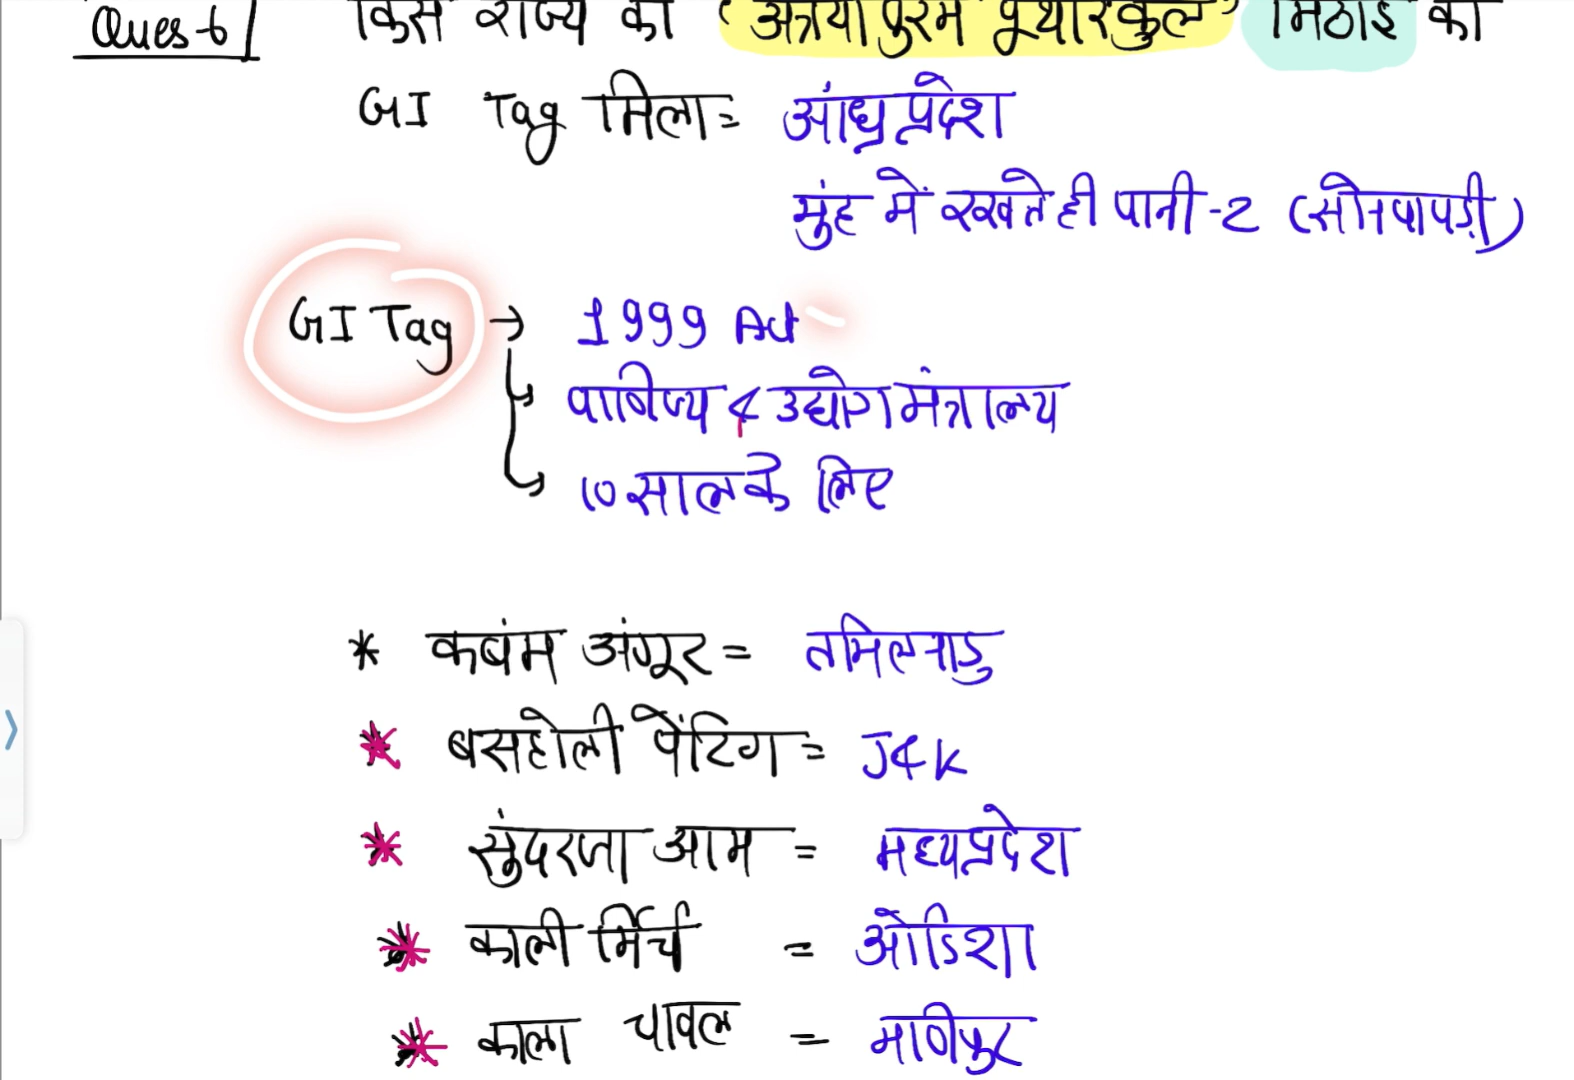 Ques-6 किस राज्य की 'अत्रेयापुरम पूथारेकुलु' मिठाई को
GI Tag मिला = आंध्रप्रदेश
मुंह में रखते ही पानी-2 (सोनपापड़ी)
GI Tag → 1999 Act
वाणिज्य & उद्योग मंत्रालय
10 साल के लिए
* कबंम अंगूर = तमिलनाडु
* बसहोली पेंटिग = J&K
* सुंदरजा आम = मध्यप्रदेश
* काली मिर्च = ओडिशा
* काला चावल = मणिपुर